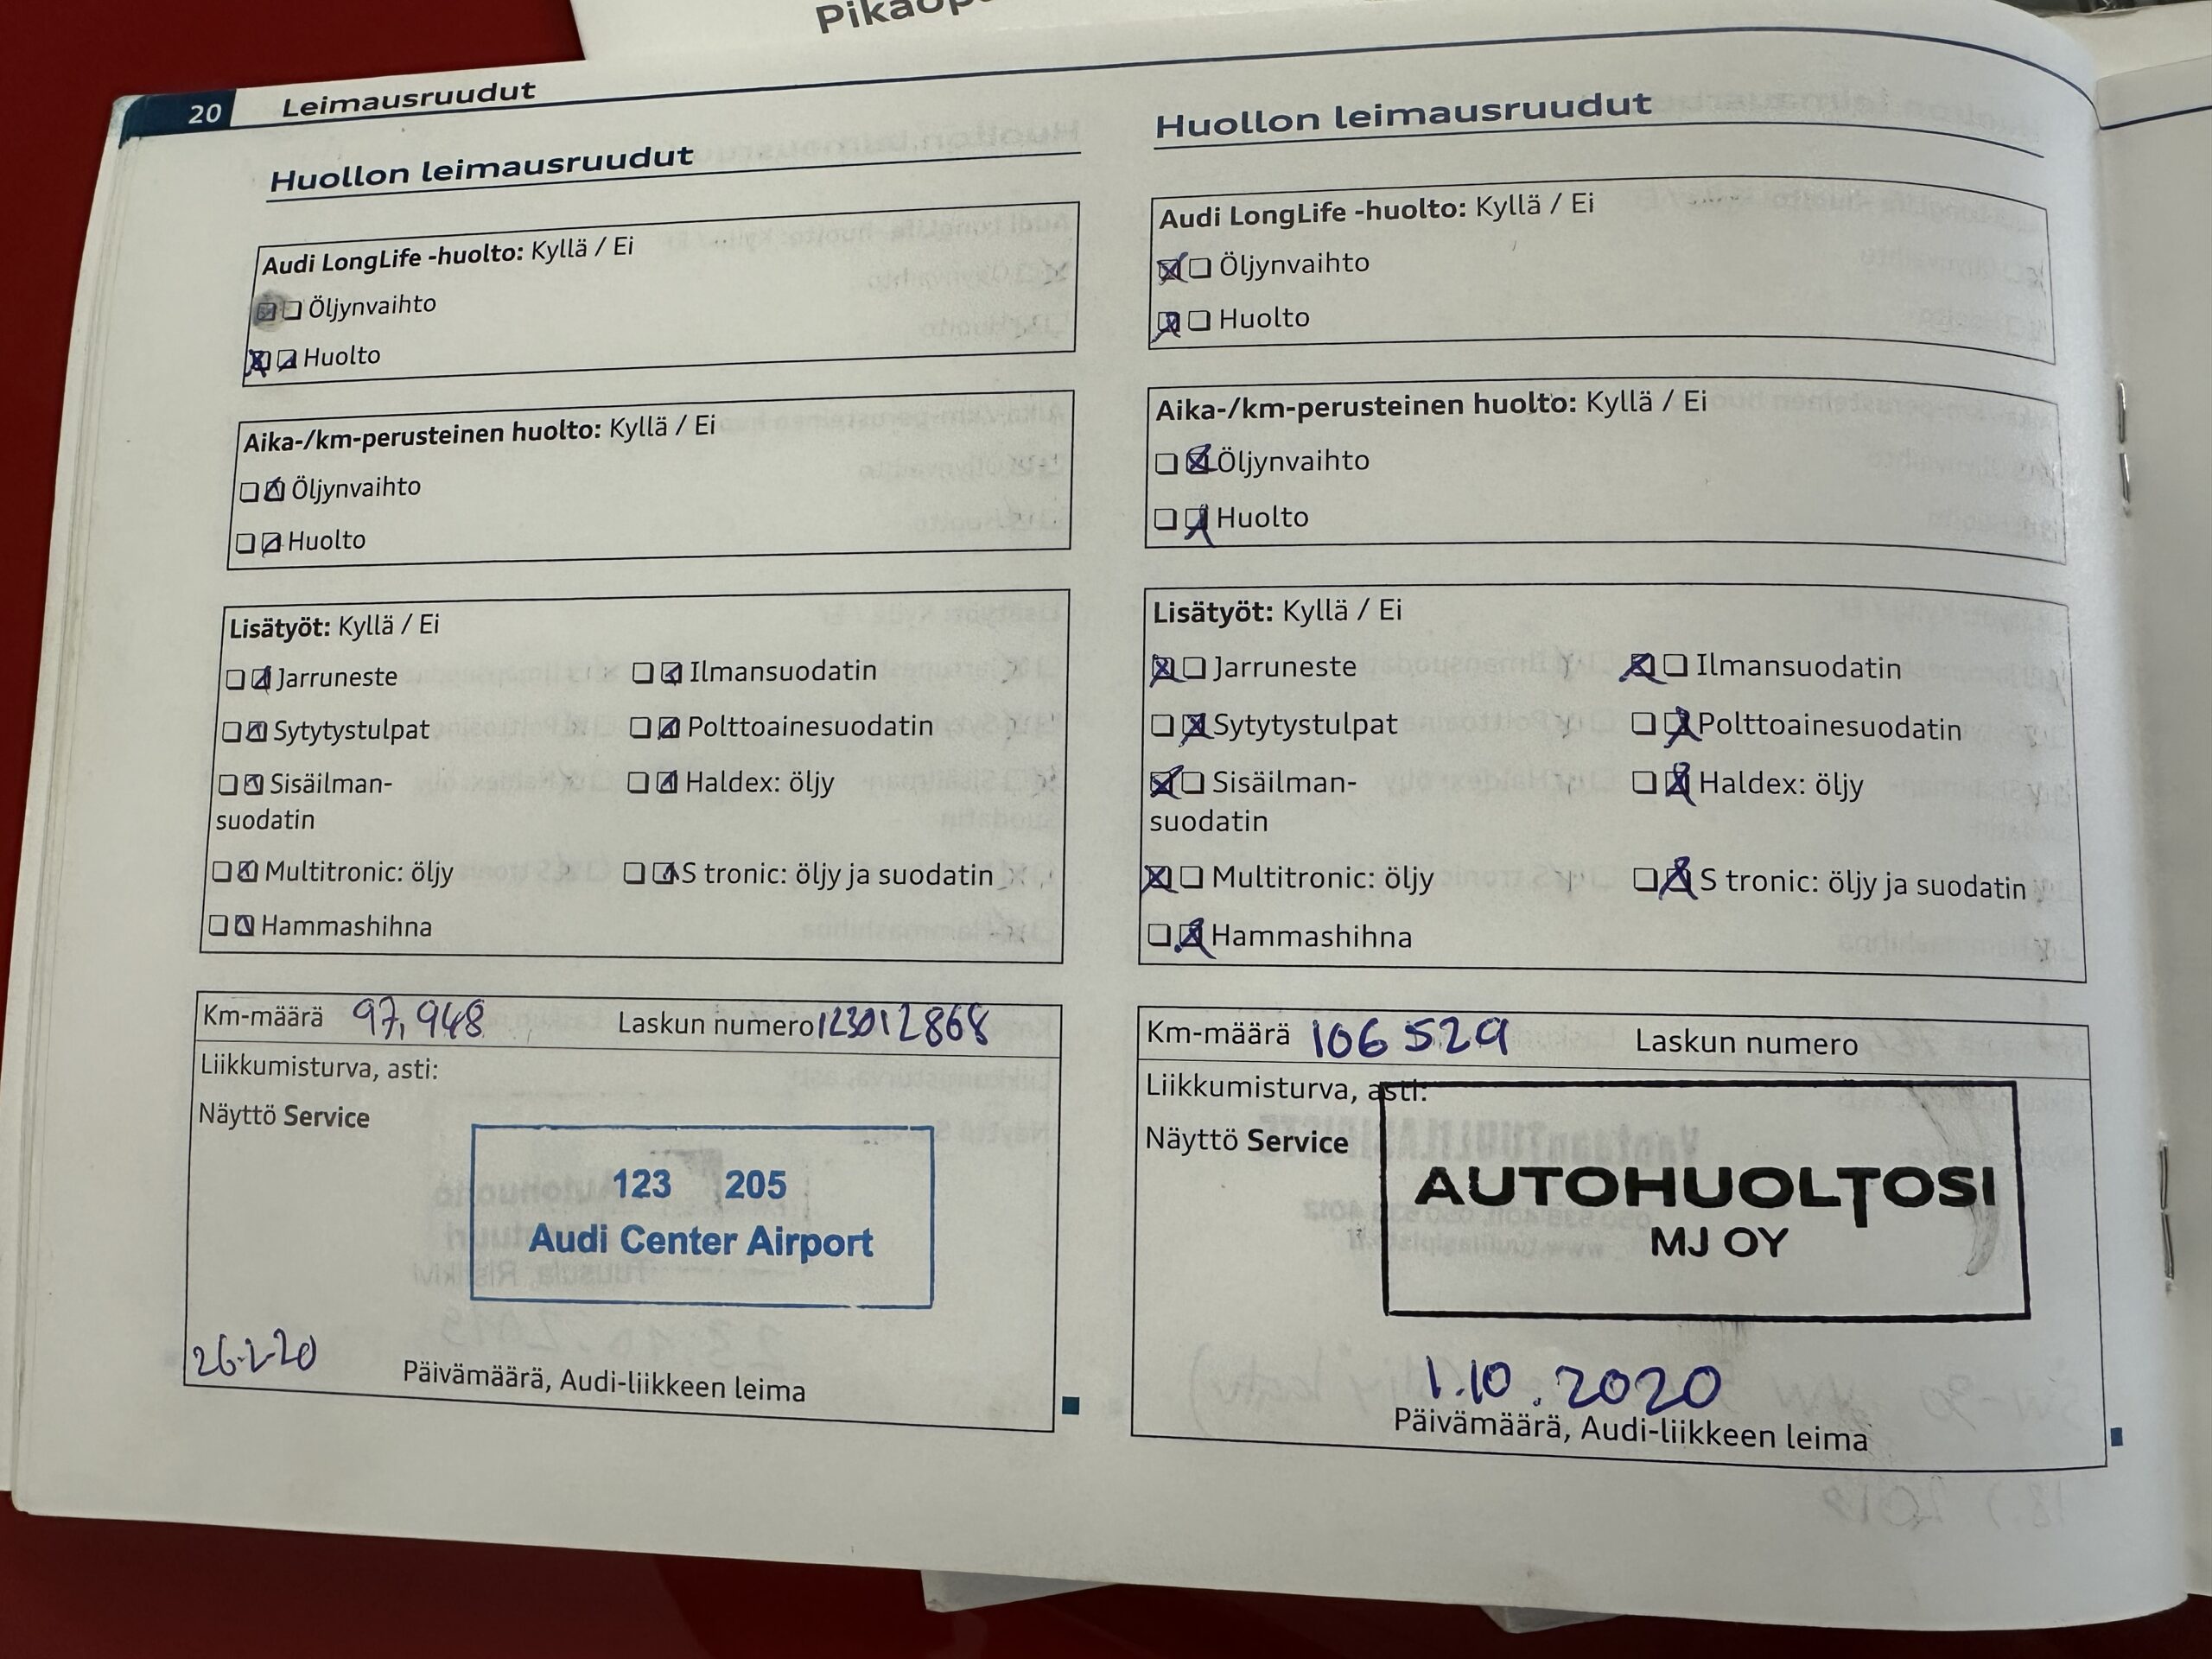 Pikaop
20 Leimausruudut
Huollon leimausruudut
Audi LongLife -huolto: Kyllä / Ei
Öljynvaihto
Huolto
Aika-/km-perusteinen huolto: Kyllä / Ei
Öljynvaihto
Huolto
Lisätyöt: Kyllä / Ei
Jarruneste Ilmansuodatin
Sytytystulpat Polttoainesuodatin
Sisäilman- Haldex: öljy
suodatin
Multitronic: öljy S tronic: öljy ja suodatin
Hammashihna
Km-määrä 97,948 Laskun numero 123012868
Liikkumisturva, asti:
Näyttö Service
123 205
Audi Center Airport
26-2-20
Päivämäärä, Audi-liikkeen leima
Huollon leimausruudut
Audi LongLife -huolto: Kyllä / Ei
Öljynvaihto
Huolto
Aika-/km-perusteinen huolto: Kyllä / Ei
Öljynvaihto
Huolto
Lisätyöt: Kyllä / Ei
Jarruneste Ilmansuodatin
Sytytystulpat Polttoainesuodatin
Sisäilman- Haldex: öljy
suodatin
Multitronic: öljy S tronic: öljy ja suodatin
Hammashihna
Km-määrä 106 529 Laskun numero
Liikkumisturva, asti:
Näyttö Service
AUTOHUOLTOSI
MJ OY
1.10.2020
Päivämäärä, Audi-liikkeen leima